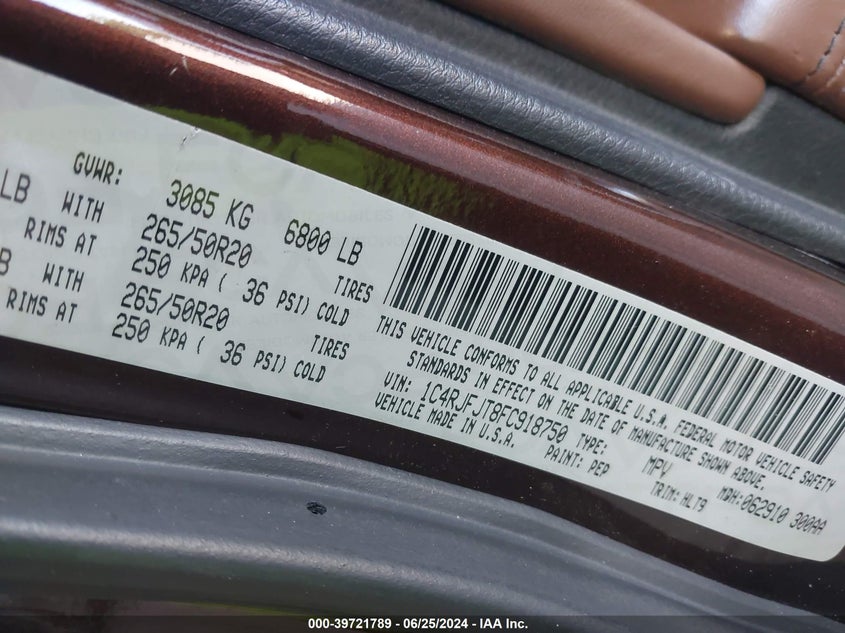 GVWR: 3085 KG 6800 LB
LB WITH 265/50R20 TIRES
RIMS AT 250 KPA ( 36 PSI) COLD
B WITH 265/50R20 TIRES
RIMS AT 250 KPA ( 36 PSI) COLD
THIS VEHICLE CONFORMS TO ALL APPLICABLE U.S.A. FEDERAL MOTOR VEHICLE SAFETY
STANDARDS IN EFFECT ON THE DATE OF MANUFACTURE SHOWN ABOVE.
VIN: 1C4RJFJT8FC918750 TYPE: MPV MDH:062910 300AA
VEHICLE MADE IN U.S.A. PAINT: PEP TRIM: HLT9
000-39721789 - 06/25/2024 - IAA Inc.